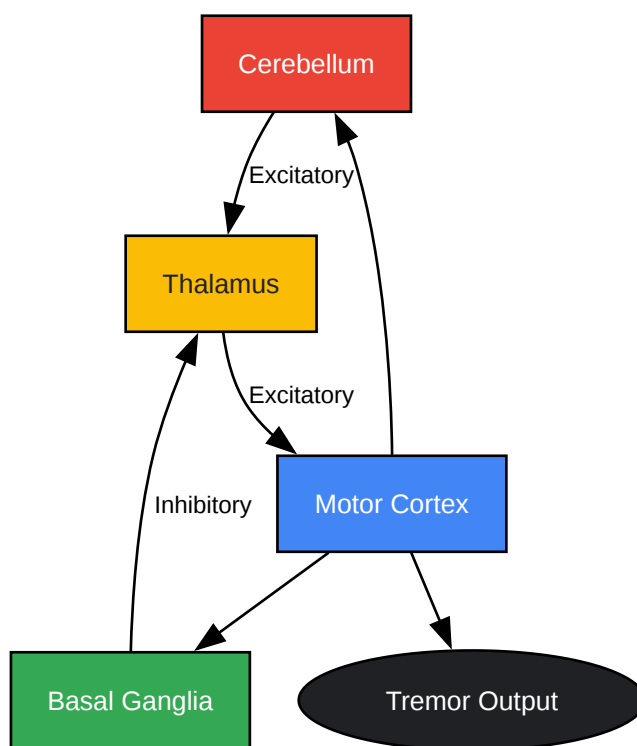 Cerebellum
Excitatory
Thalamus
Excitatory
Motor Cortex
Inhibitory
Basal Ganglia
Tremor Output